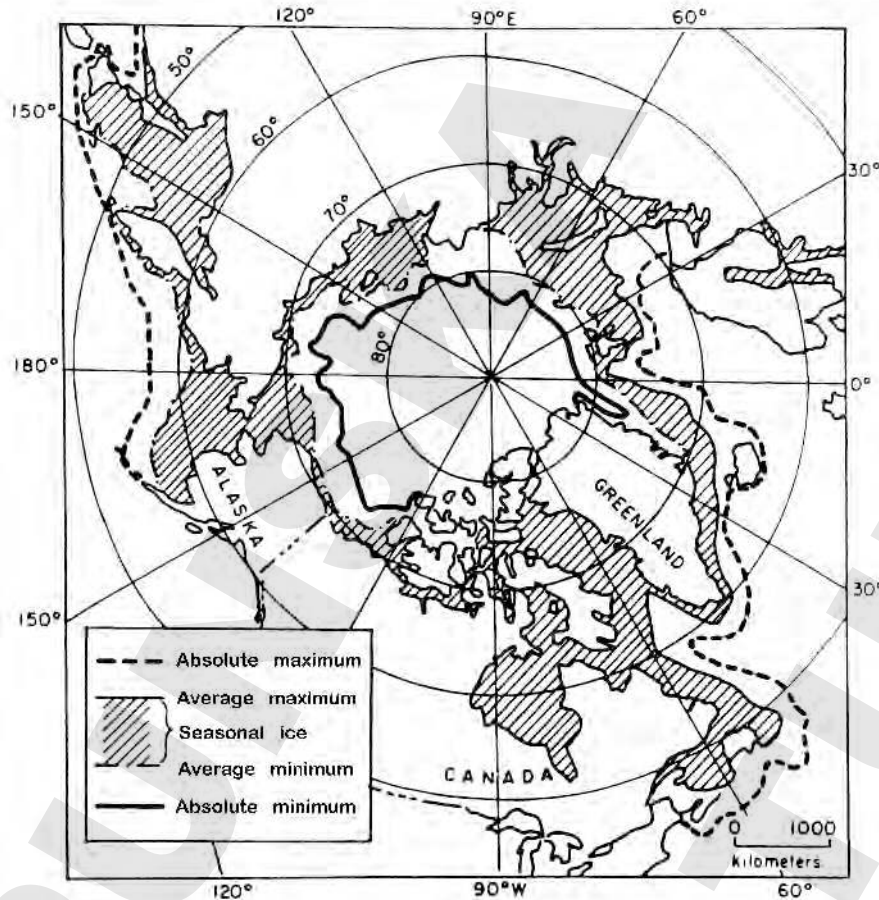 120°
90°E
60°
50°
150°
60°
30°
70°
80°
180°
0°
ALASKA
GREENLAND
150°
30°
Absolute maximum
Average maximum
Seasonal ice
Average minimum
Absolute minimum
CANADA
0 1000
kilometers
120°
90°W
60°